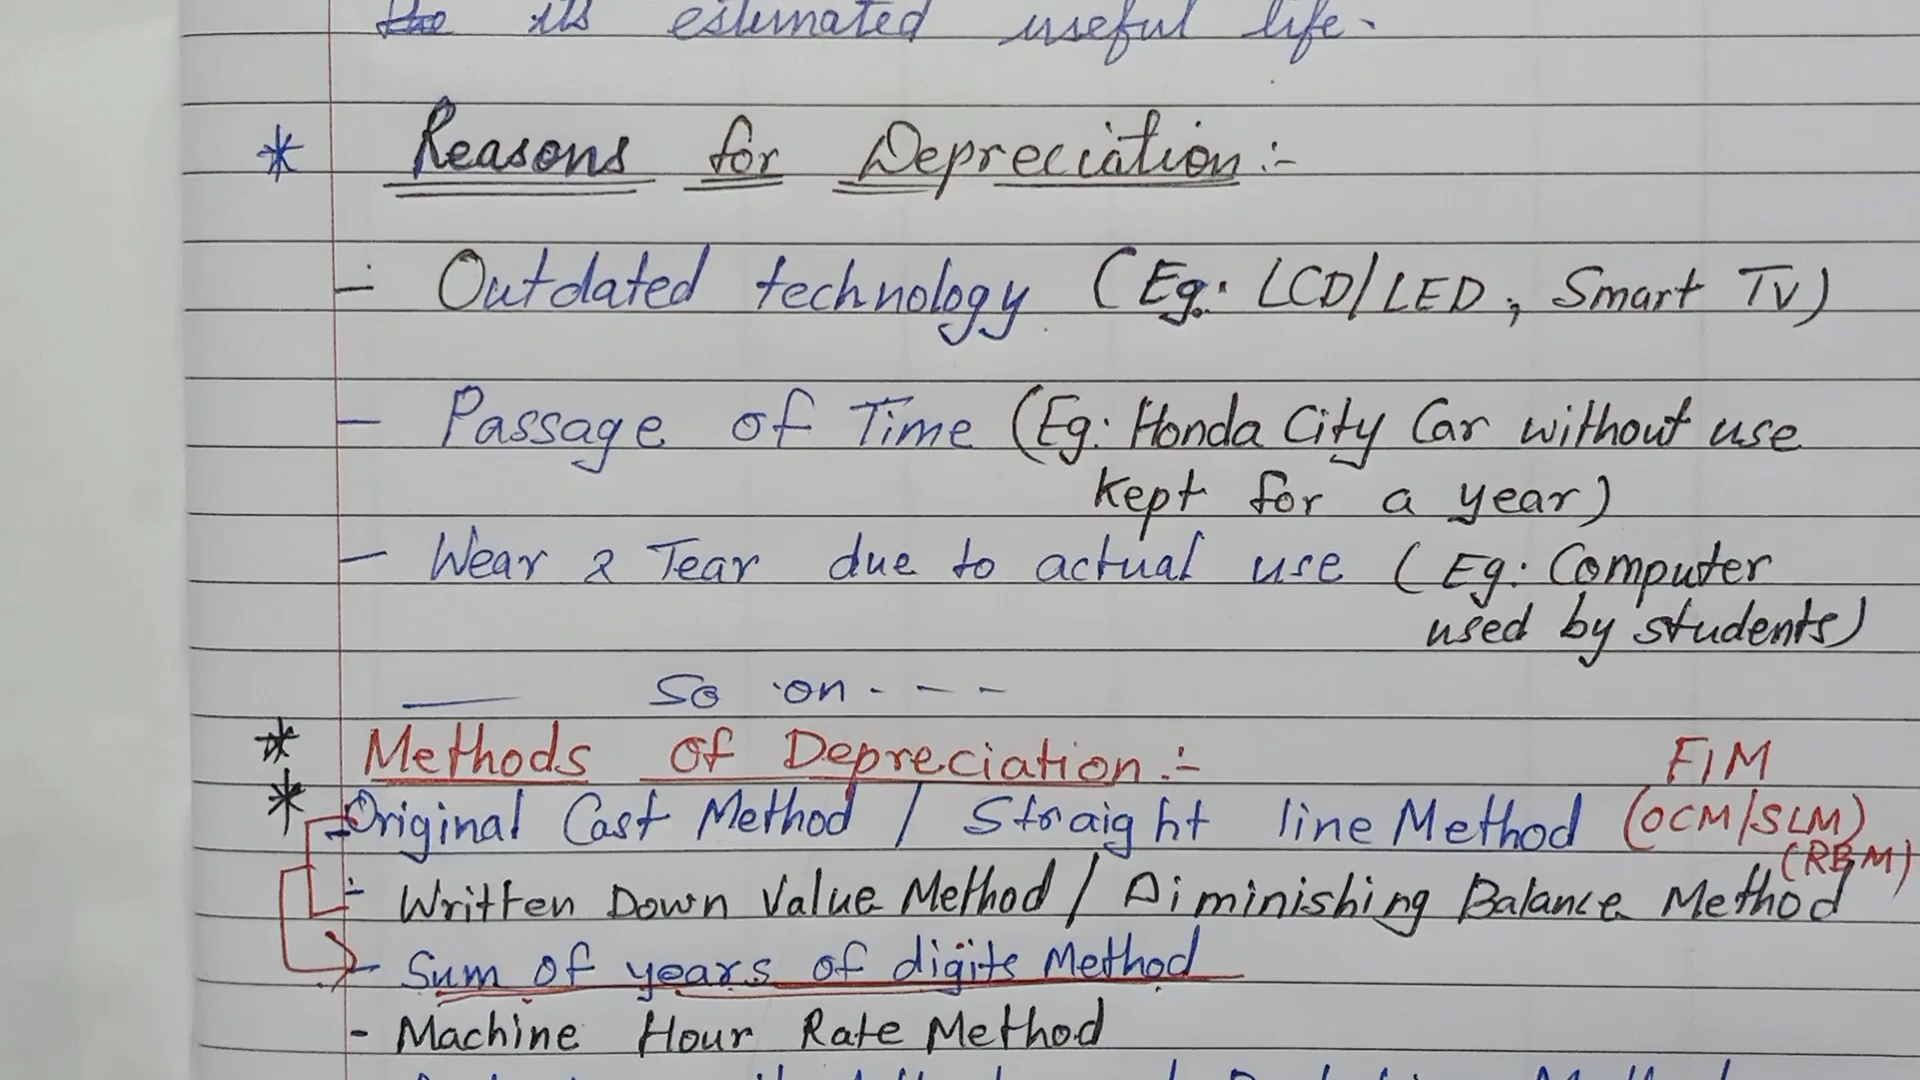 its estimated useful life.
* Reasons for Depreciation:-
- Outdated technology (Eg: LCD/LED, Smart TV)
- Passage of Time (Eg: Honda City Car without use
kept for a year)
- Wear & Tear due to actual use (Eg: Computer
used by students)
— So on - - -
* Methods of Depreciation:- FIM
* - Original Cast Method / Straight line Method (OCM/SLM)
(RBM)
- Written Down Value Method / Diminishing Balance Method
- Sum of years of digits Method
- Machine Hour Rate Method